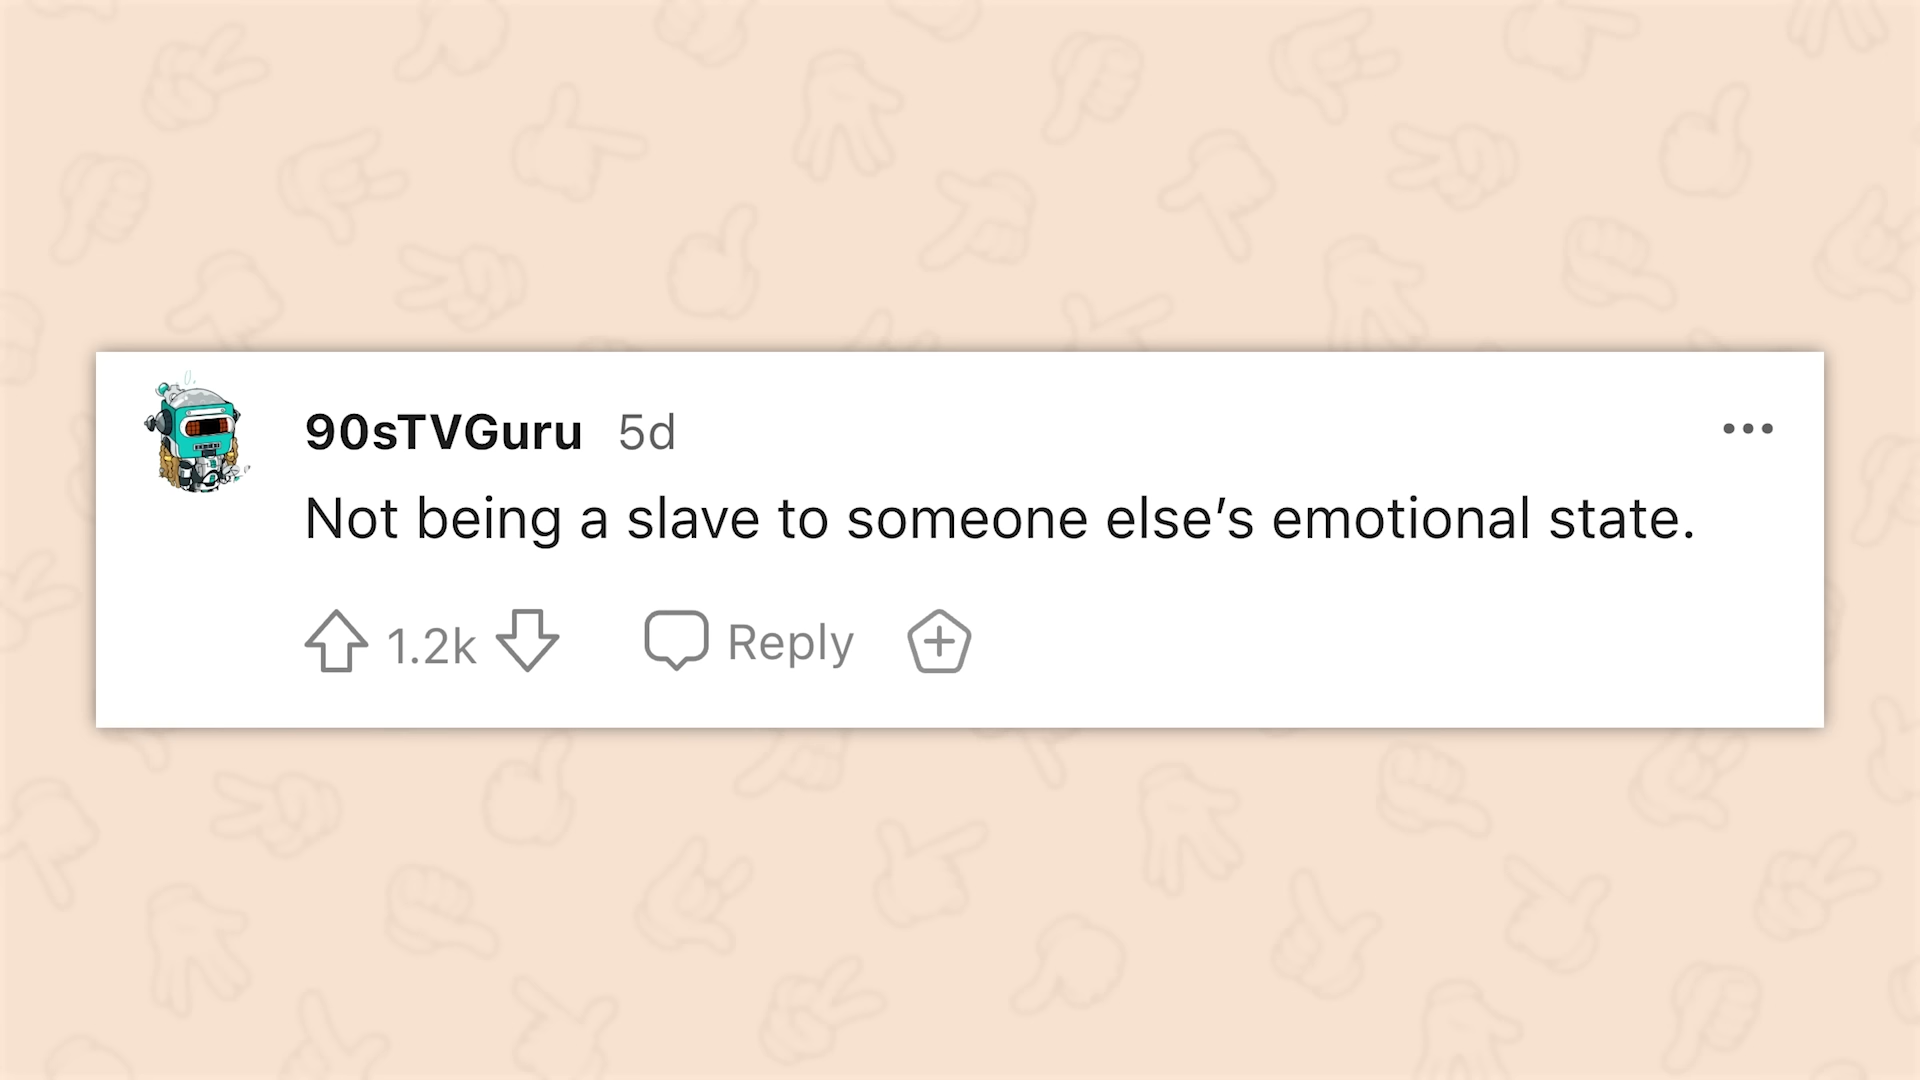 90sTVGuru 5d
Not being a slave to someone else’s emotional state.
1.2k Reply